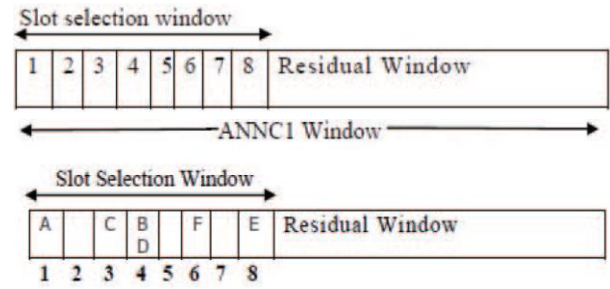 Slot selection window
1 2 3 4 5 6 7 8 Residual Window
ANNC1 Window
Slot Selection Window
A C B F E Residual Window
D
1 2 3 4 5 6 7 8